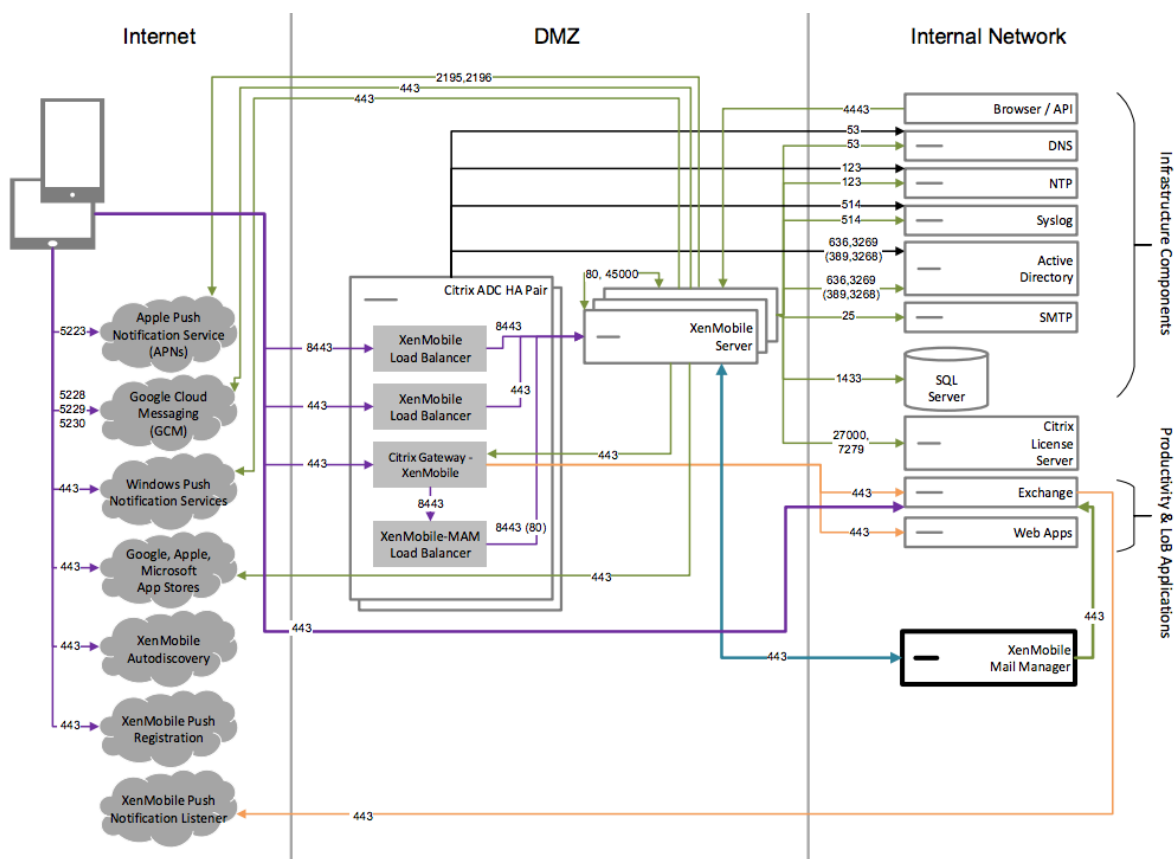 Internet
DMZ
Internal Network
2195,2196
443
443
4443
Browser / API
53
53
DNS
123
123
NTP
514
514
Syslog
636,3269
(389,3268)
636,3269
(389,3268)
Active
Directory
25
SMTP
1433
SQL
Server
27000,
7279
Citrix
License
Server
443
Exchange
443
Web Apps
443
XenMobile
Mail Manager
443
Infrastructure Components
Productivity & LoB Applications
80, 45000
Citrix ADC HA Pair
XenMobile
Server
8443
XenMobile
Load Balancer
8443
443
XenMobile
Load Balancer
443
443
Citrix Gateway -
XenMobile
443
8443
XenMobile-MAM
Load Balancer
8443 (80)
443
443
5223
Apple Push
Notification Service
(APNs)
5228
5229
5230
Google Cloud
Messaging
(GCM)
443
Windows Push
Notification Services
443
Google, Apple,
Microsoft
App Stores
443
XenMobile
Autodiscovery
443
XenMobile Push
Registration
XenMobile Push
Notification Listener
443